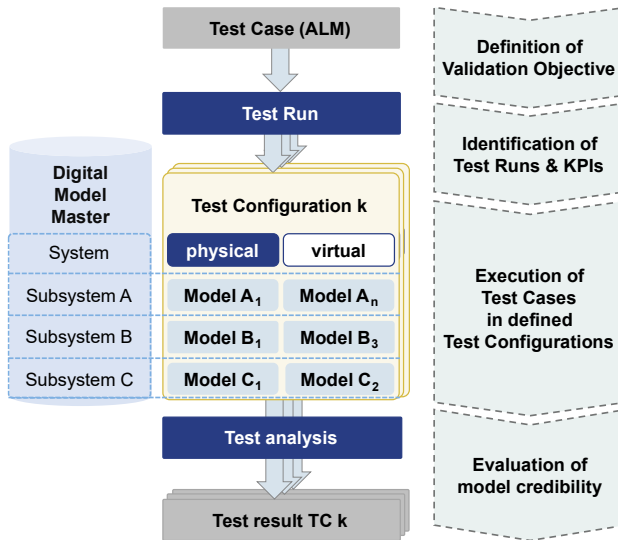 Test Case (ALM)
Test Run
Digital
Model
Master
Test Configuration k
System
physical
virtual
Subsystem A
Model A₁
Model Aₙ
Subsystem B
Model B₁
Model B₃
Subsystem C
Model C₁
Model C₂
Test analysis
Test result TC k
Definition of
Validation Objective
Identification of
Test Runs & KPIs
Execution of
Test Cases
in defined
Test Configurations
Evaluation of
model credibility